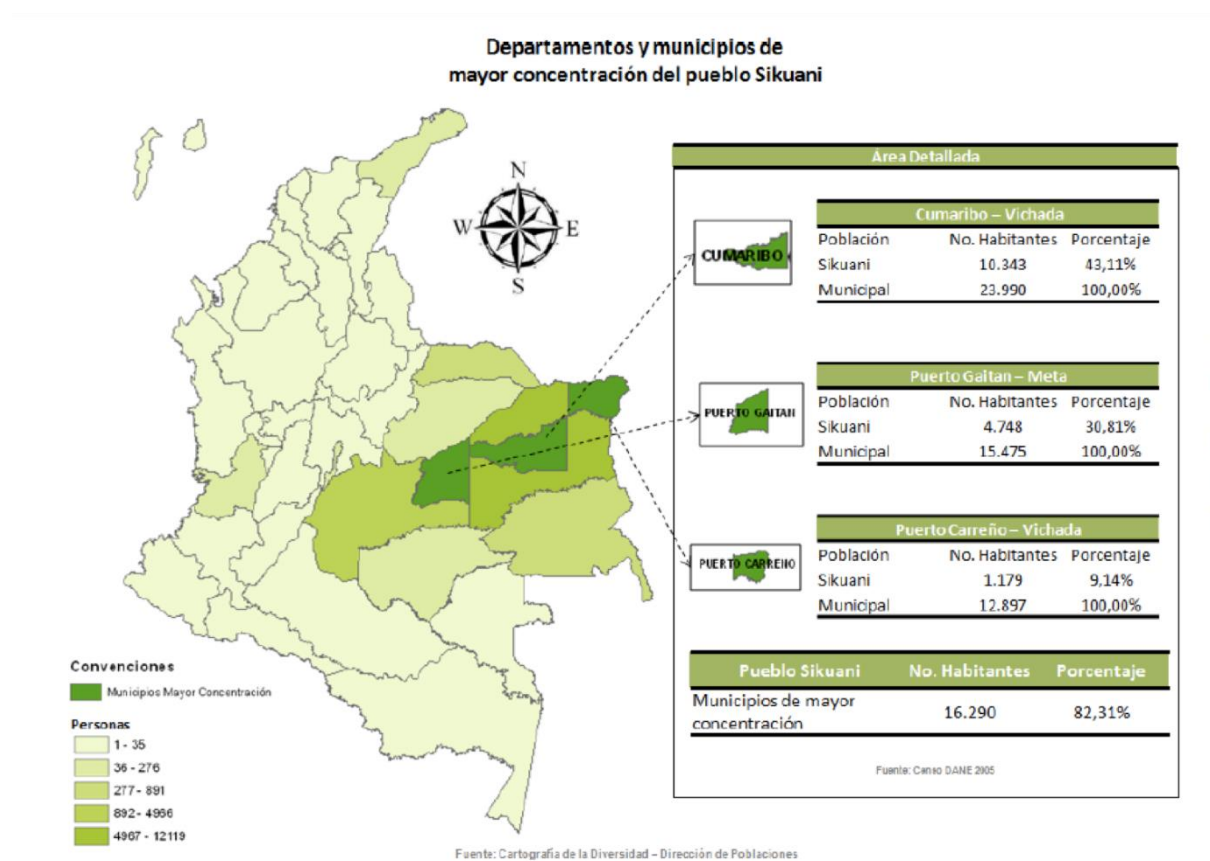 Departamentos y municipios de
mayor concentración del pueblo Sikuani
N
W
E
S
Área Detallada
CUMARIBO
Cumaribo – Vichada
Población No. Habitantes Porcentaje
Sikuani 10.343 43,11%
Municipal 23.990 100,00%
PUERTO GAITAN
Puerto Gaitan – Meta
Población No. Habitantes Porcentaje
Sikuani 4.748 30,81%
Municipal 15.475 100,00%
PUERTO CARREÑO
Puerto Carreño – Vichada
Población No. Habitantes Porcentaje
Sikuani 1.179 9,14%
Municipal 12.897 100,00%
Pueblo Sikuani No. Habitantes Porcentaje
Municipios de mayor
concentración 16.290 82,31%
Fuente: Censo DANE 2005
Convenciones
Municipios Mayor Concentración
Personas
1 - 35
36 - 276
277 - 891
892 - 4966
4967 - 12119
Fuente: Cartografía de la Diversidad – Dirección de Poblaciones